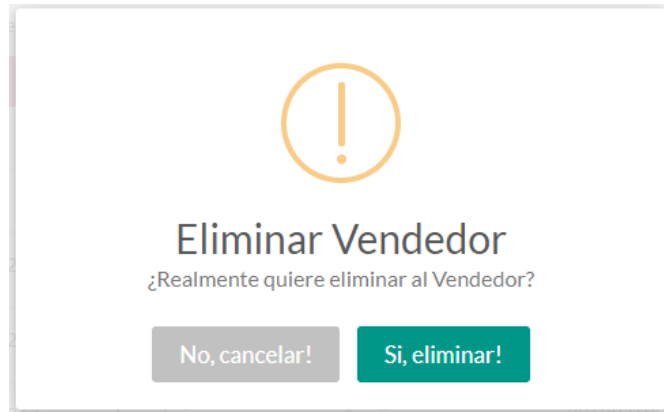 Eliminar Vendedor
¿Realmente quiere eliminar al Vendedor?
No, cancelar!
Si, eliminar!